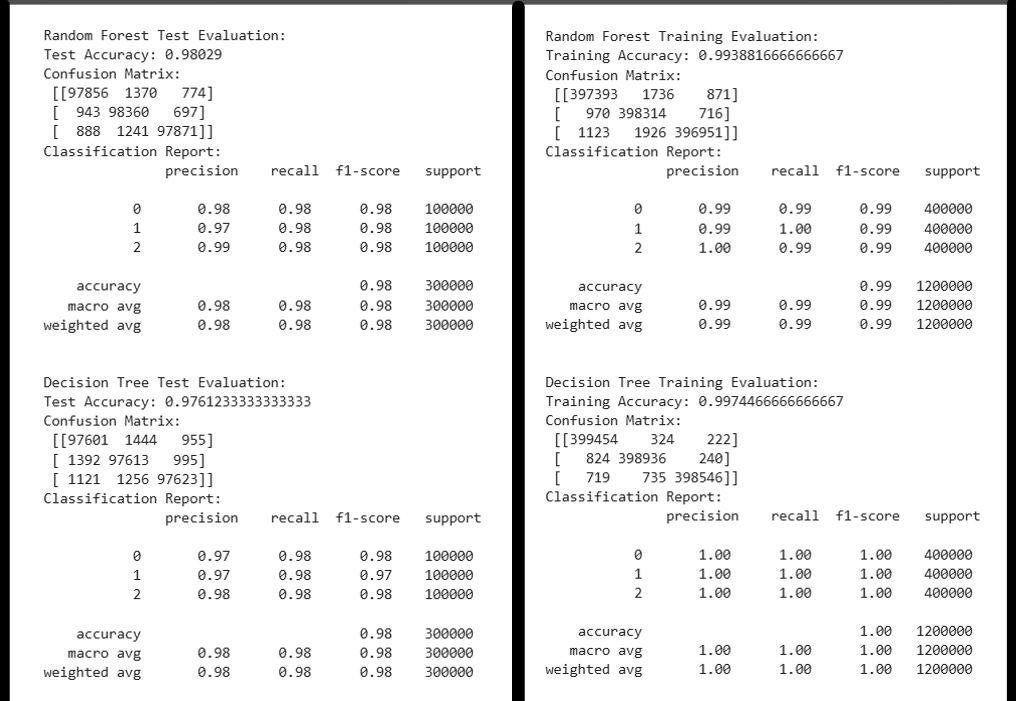 Random Forest Test Evaluation:
Test Accuracy: 0.98029
Confusion Matrix:
[[97856 1370 774]
[ 943 98360 697]
[ 888 1241 97871]]
Classification Report:
precision recall f1-score support
0 0.98 0.98 0.98 100000
1 0.97 0.98 0.98 100000
2 0.99 0.98 0.98 100000
accuracy 0.98 300000
macro avg 0.98 0.98 0.98 300000
weighted avg 0.98 0.98 0.98 300000
Decision Tree Test Evaluation:
Test Accuracy: 0.9761233333333333
Confusion Matrix:
[[97601 1444 955]
[ 1392 97613 995]
[ 1121 1256 97623]]
Classification Report:
precision recall f1-score support
0 0.97 0.98 0.98 100000
1 0.97 0.98 0.97 100000
2 0.98 0.98 0.98 100000
accuracy 0.98 300000
macro avg 0.98 0.98 0.98 300000
weighted avg 0.98 0.98 0.98 300000
Random Forest Training Evaluation:
Training Accuracy: 0.9938816666666667
Confusion Matrix:
[[397393 1736 871]
[ 970 398314 716]
[ 1123 1926 396951]]
Classification Report:
precision recall f1-score support
0 0.99 0.99 0.99 400000
1 0.99 1.00 0.99 400000
2 1.00 0.99 0.99 400000
accuracy 0.99 1200000
macro avg 0.99 0.99 0.99 1200000
weighted avg 0.99 0.99 0.99 1200000
Decision Tree Training Evaluation:
Training Accuracy: 0.9974466666666667
Confusion Matrix:
[[399454 324 222]
[ 824 398936 240]
[ 719 735 398546]]
Classification Report:
precision recall f1-score support
0 1.00 1.00 1.00 400000
1 1.00 1.00 1.00 400000
2 1.00 1.00 1.00 400000
accuracy 1.00 1200000
macro avg 1.00 1.00 1.00 1200000
weighted avg 1.00 1.00 1.00 1200000